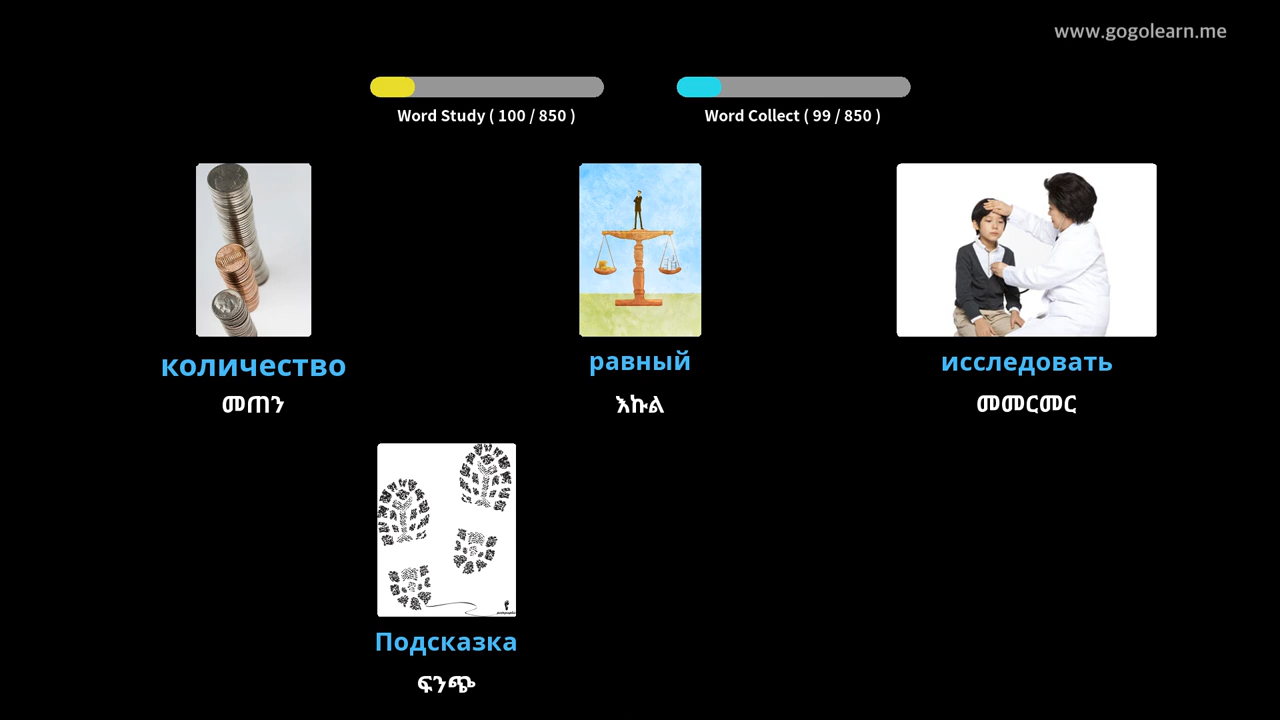 www.gogolearn.me
Word Study ( 100 / 850 )
Word Collect ( 99 / 850 )
количество
равный
исследовать
መጠን
እኩል
መመርመር
Подсказка
ፍንጭ